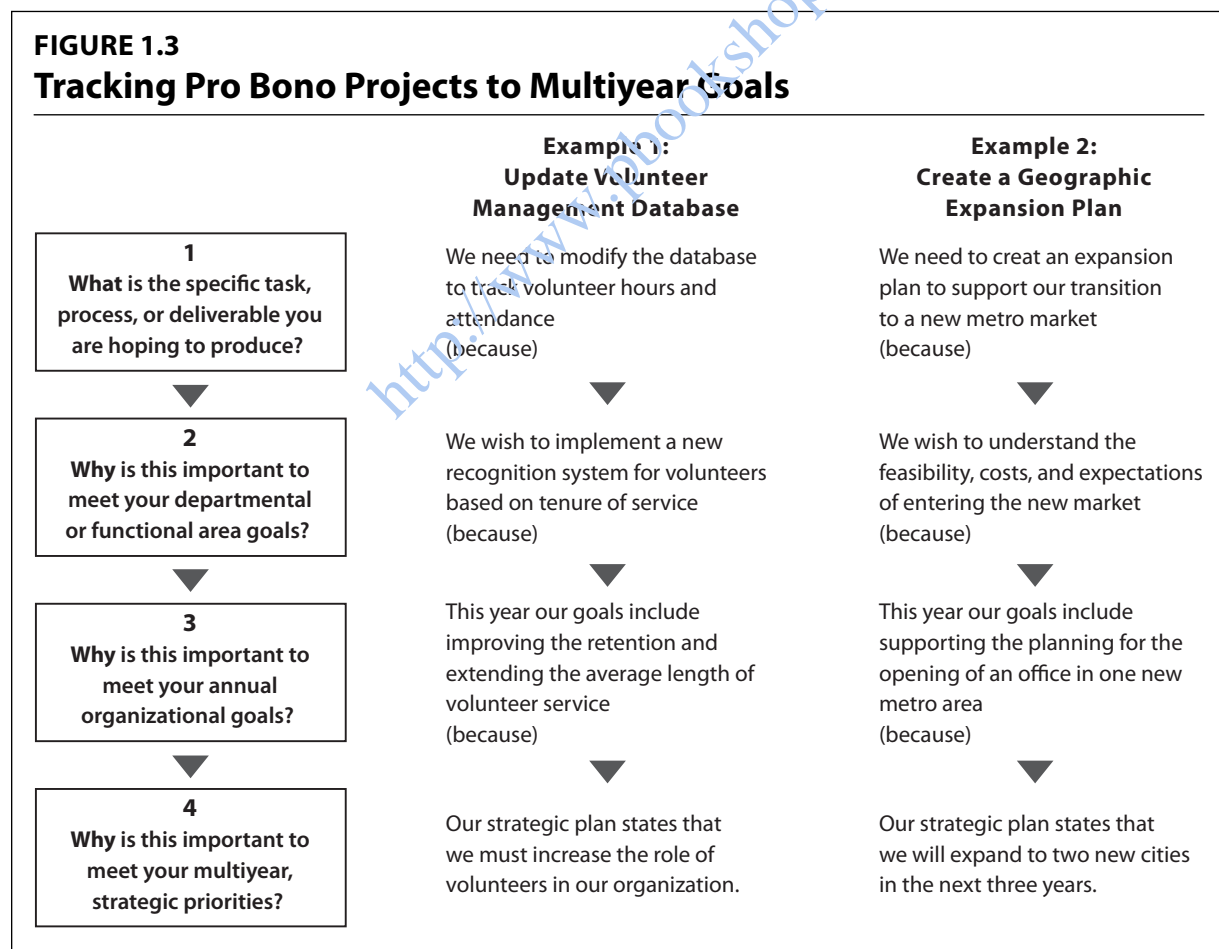 FIGURE 1.3
Tracking Pro Bono Projects to Multiyear Goals
Example 1:
Update Volunteer
Management Database
Example 2:
Create a Geographic
Expansion Plan
1
What is the specific task,
process, or deliverable you
are hoping to produce?
We need to modify the database
to track volunteer hours and
attendance
(because)
We need to creat an expansion
plan to support our transition
to a new metro market
(because)
2
Why is this important to
meet your departmental
or functional area goals?
We wish to implement a new
recognition system for volunteers
based on tenure of service
(because)
We wish to understand the
feasibility, costs, and expectations
of entering the new market
(because)
3
Why is this important to
meet your annual
organizational goals?
This year our goals include
improving the retention and
extending the average length of
volunteer service
(because)
This year our goals include
supporting the planning for the
opening of an office in one new
metro area
(because)
4
Why is this important to
meet your multiyear,
strategic priorities?
Our strategic plan states that
we must increase the role of
volunteers in our organization.
Our strategic plan states that
we will expand to two new cities
in the next three years.
http://www.pbookshop